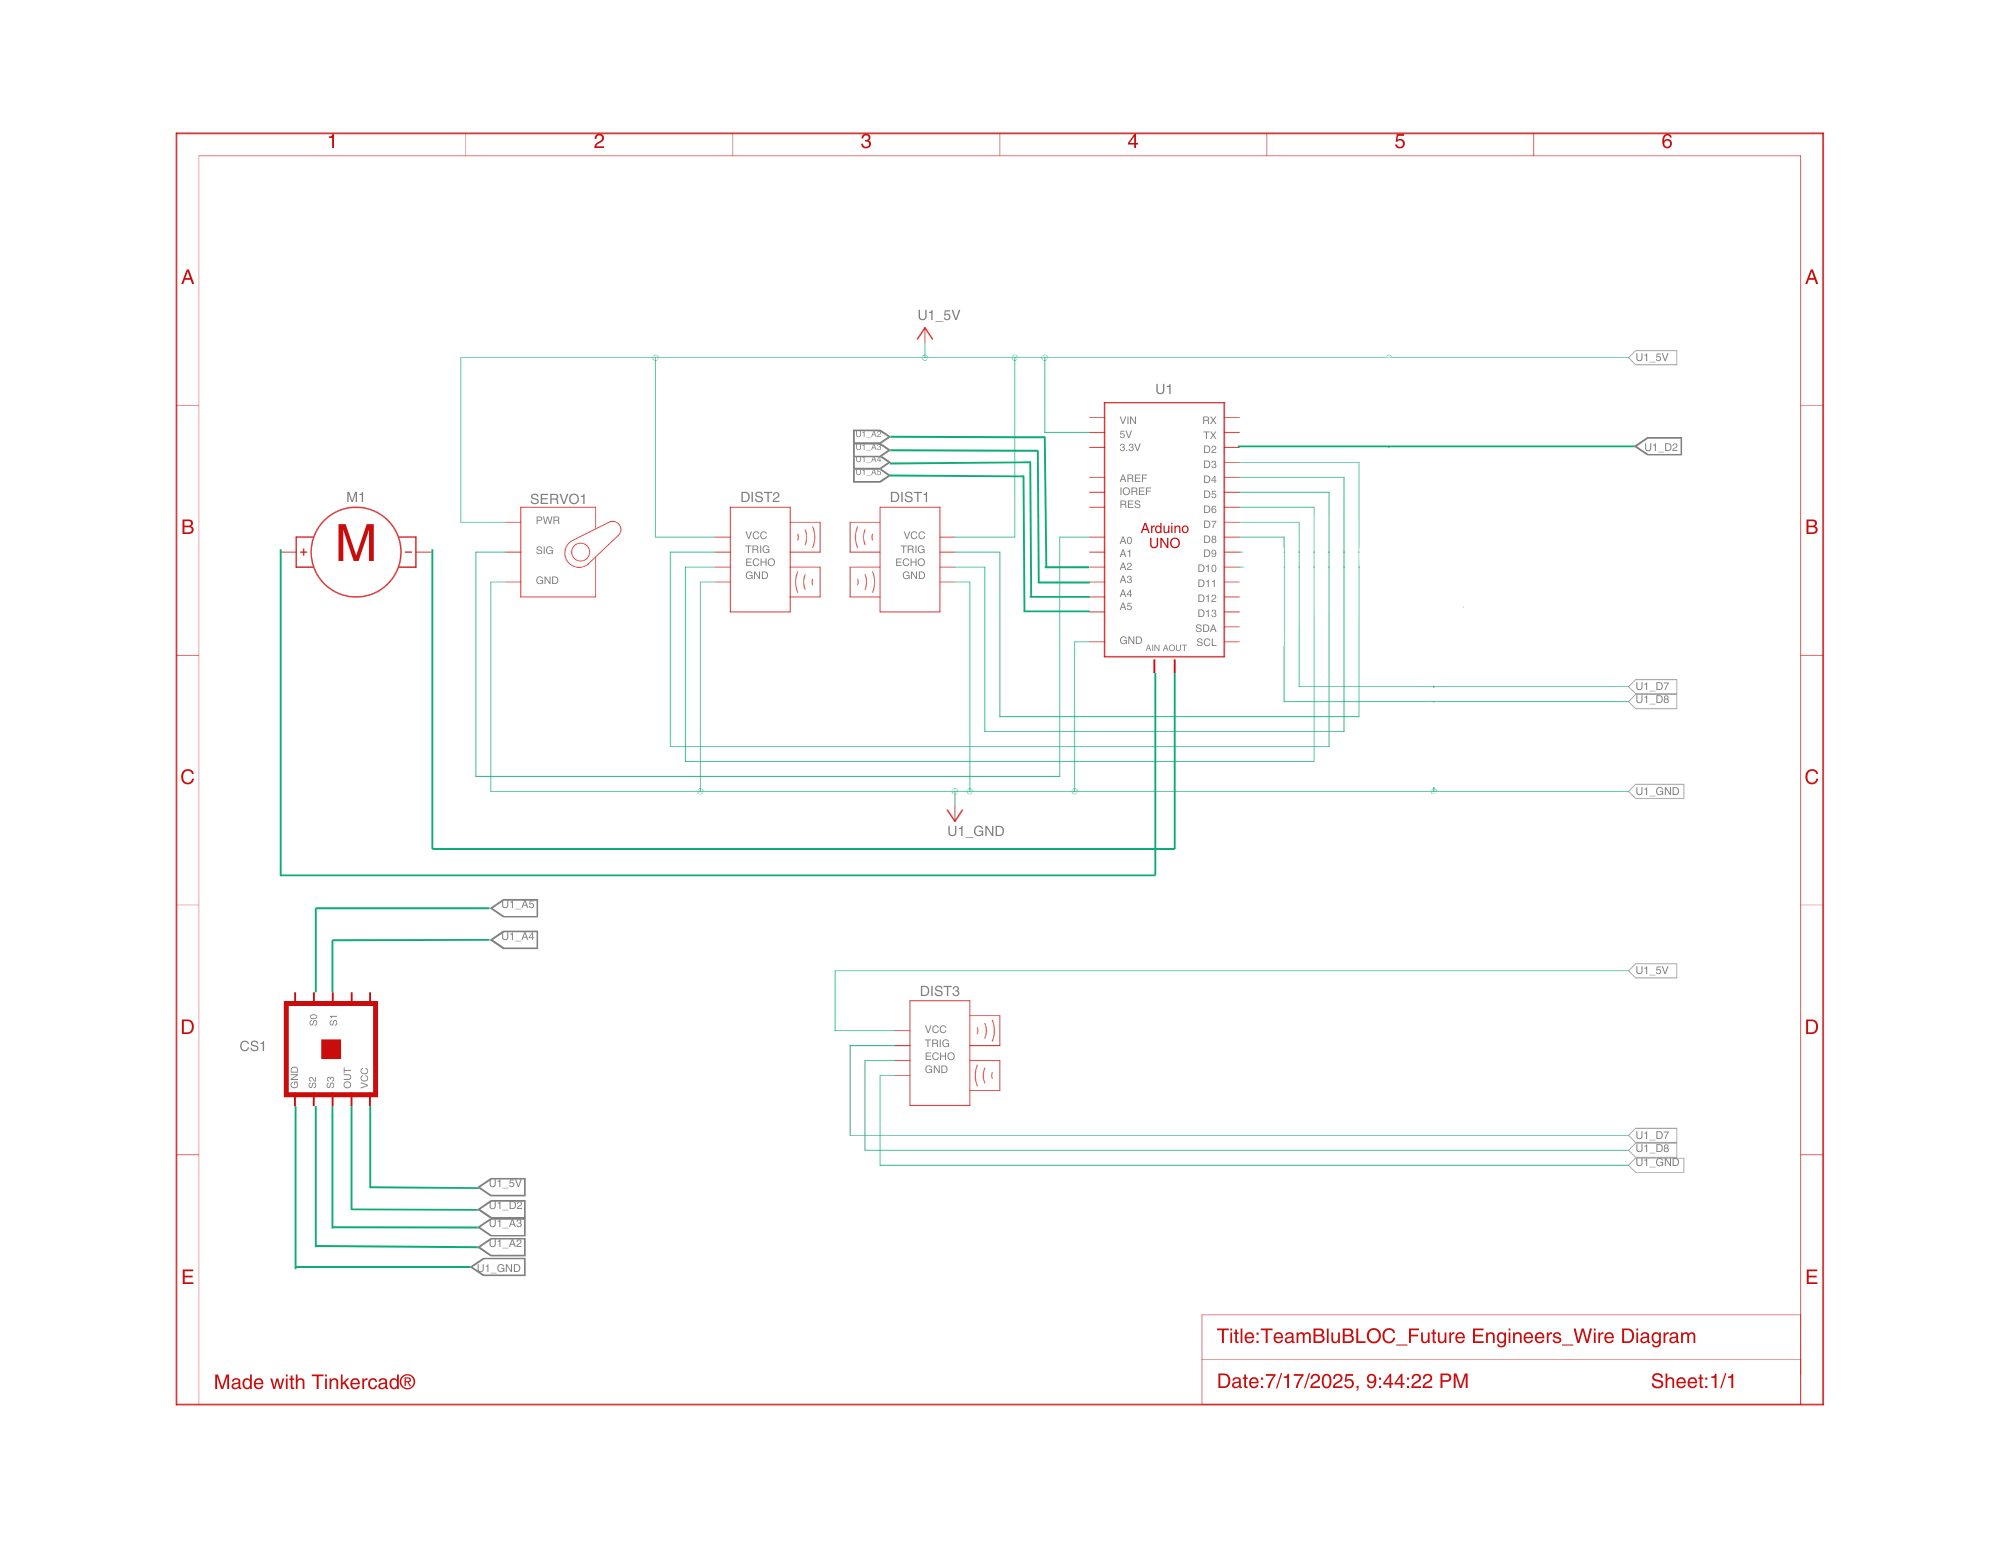 1 2 3 4 5 6
A A
U1_5V
U1_5V
U1
VIN RX
5V TX
3.3V D2
U1_A2
U1_A3
U1_A4
U1_A5
U1_D2
D3
AREF D4
IOREF D5
RES D6
D7
Arduino
UNO
D8
A0 D9
A1
A2 D10
A3 D11
A4 D12
A5 D13
SDA
GND SCL
AIN AOUT
B B
M1
M
+ -
SERVO1
PWR
SIG
GND
DIST2
VCC
TRIG
ECHO
GND
DIST1
VCC
TRIG
ECHO
GND
U1_D7
U1_D8
C C
U1_GND
U1_GND
U1_A5
U1_A4
D D
CS1
S0 S1
GND S2 S3 OUT VCC
U1_5V
DIST3
VCC
TRIG
ECHO
GND
U1_D7
U1_D8
U1_GND
U1_5V
U1_D2
U1_A3
U1_A2
U1_GND
E E
Title:TeamBluBLOC_Future Engineers_Wire Diagram
Made with Tinkercad®
Date:7/17/2025, 9:44:22 PM Sheet:1/1